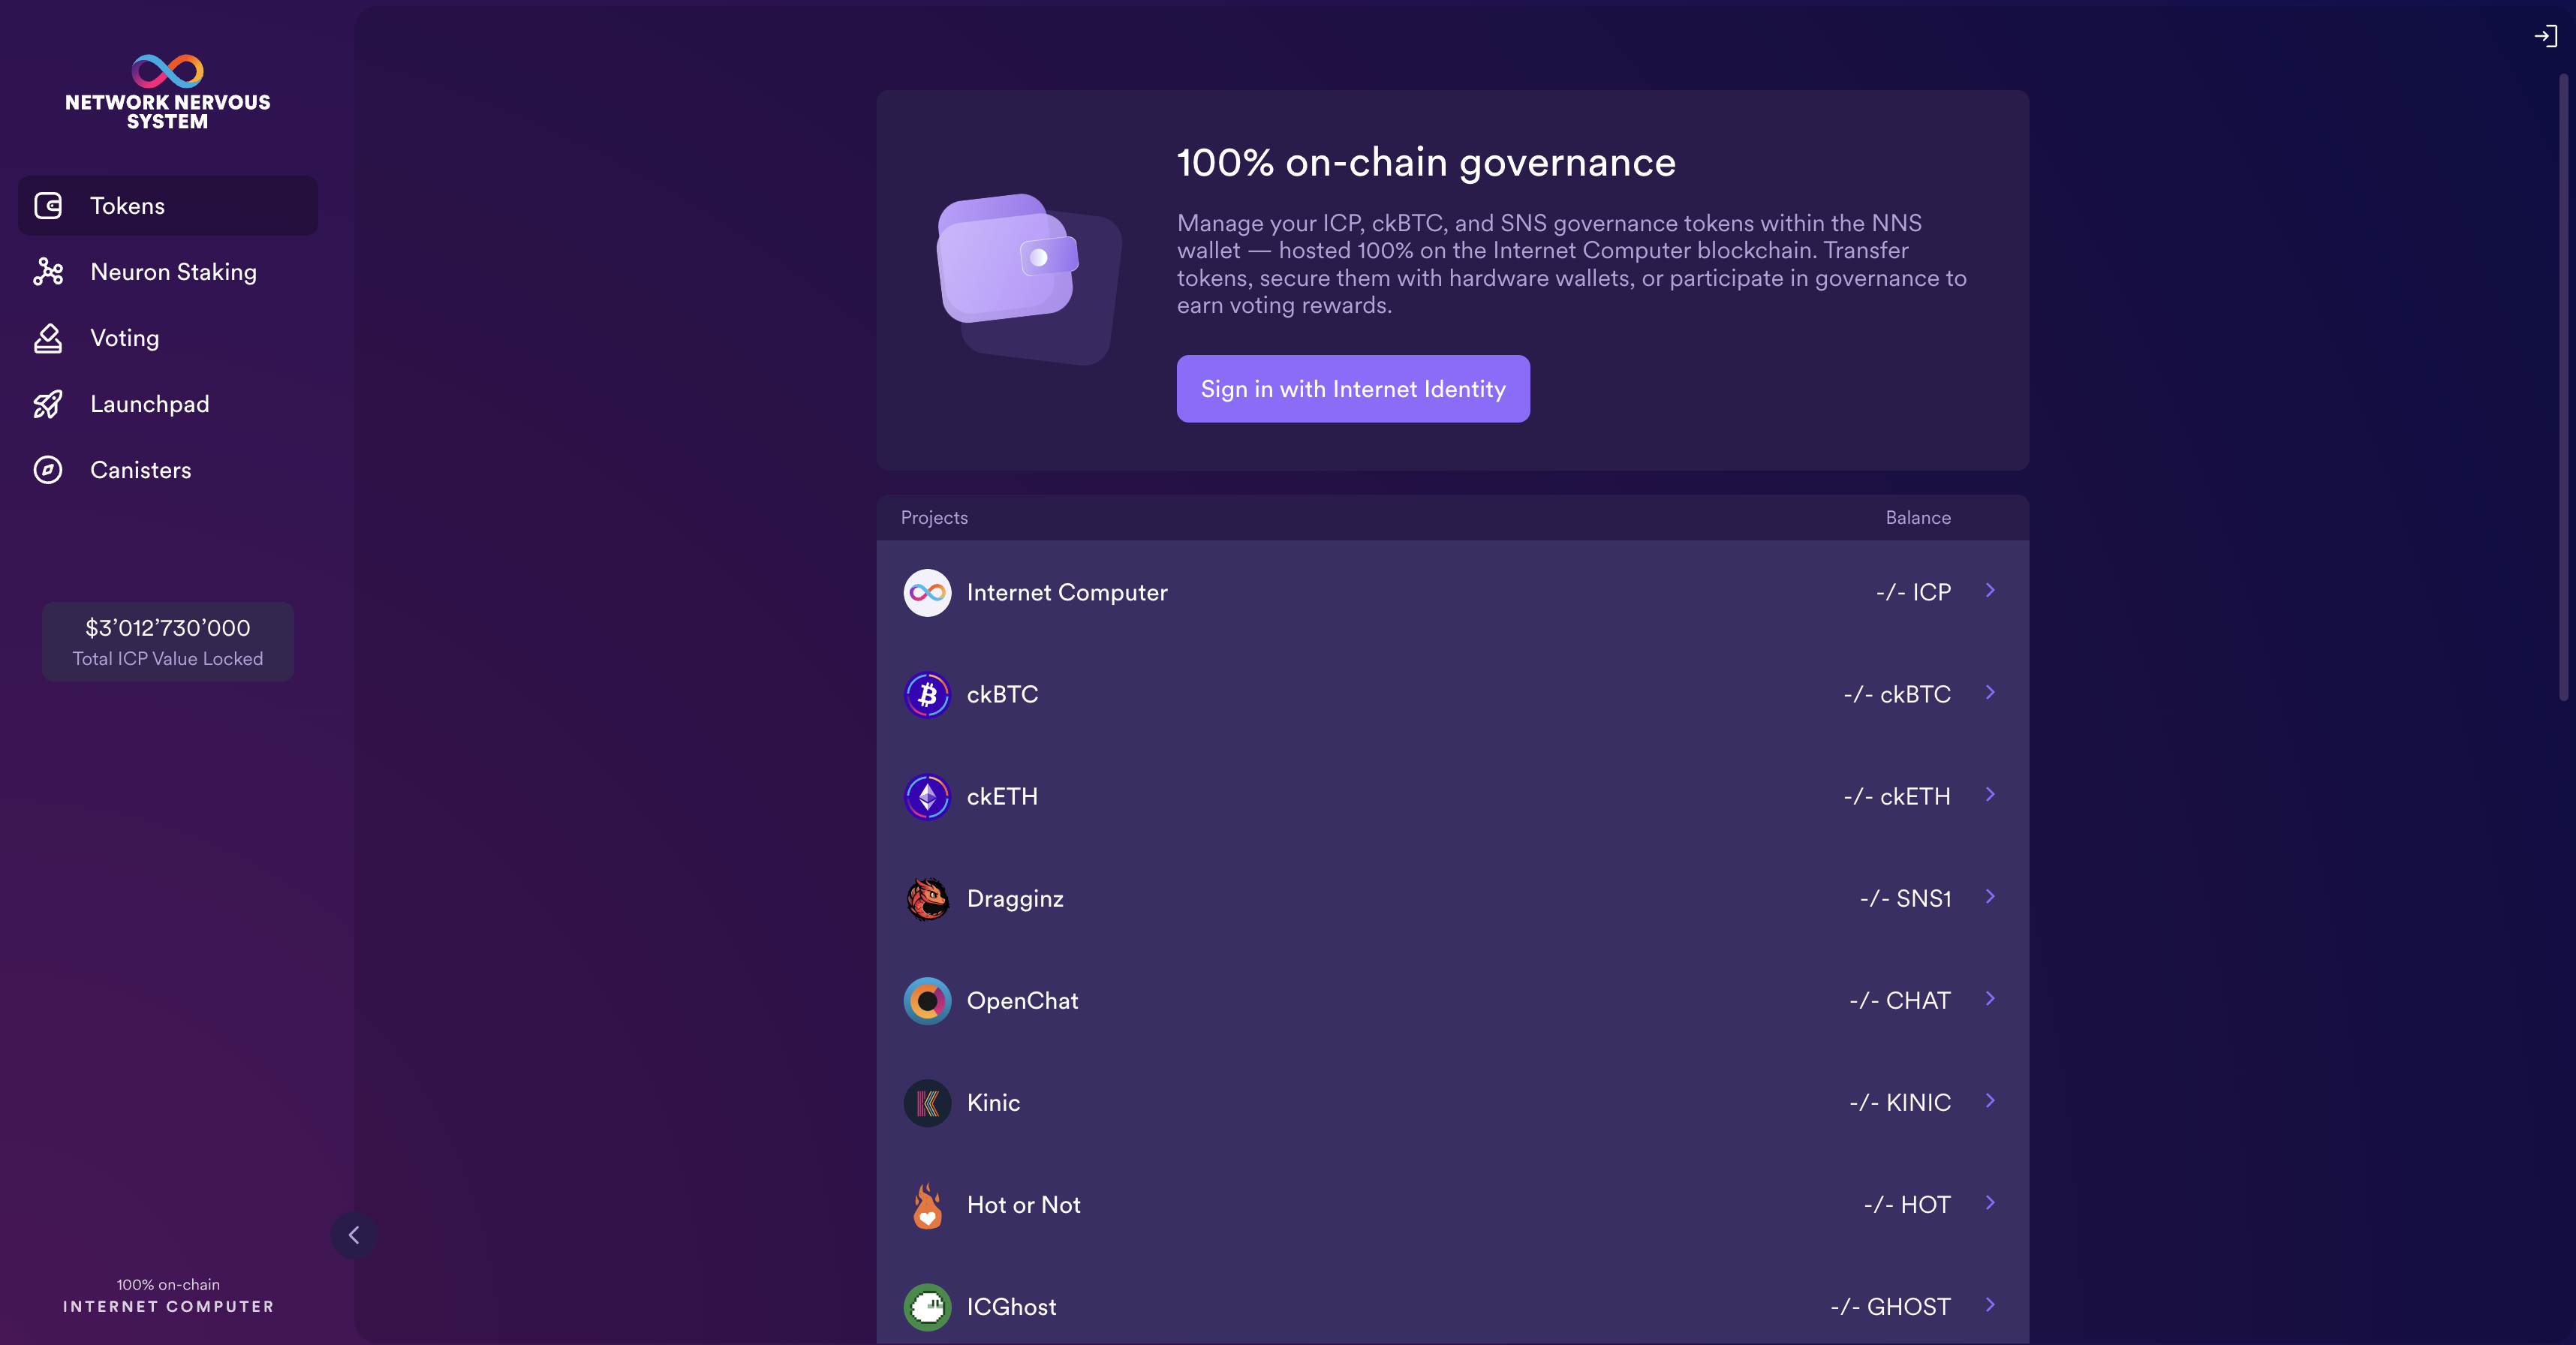 NETWORK NERVOUS
SYSTEM
Tokens
Neuron Staking
Voting
Launchpad
Canisters
$3’012’730’000
Total ICP Value Locked
100% on-chain
INTERNET COMPUTER
100% on-chain governance
Manage your ICP, ckBTC, and SNS governance tokens within the NNS
wallet — hosted 100% on the Internet Computer blockchain. Transfer
tokens, secure them with hardware wallets, or participate in governance to
earn voting rewards.
Sign in with Internet Identity
Projects Balance
Internet Computer -/- ICP
ckBTC -/- ckBTC
ckETH -/- ckETH
Dragginz -/- SNS1
OpenChat -/- CHAT
Kinic -/- KINIC
Hot or Not -/- HOT
ICGhost -/- GHOST